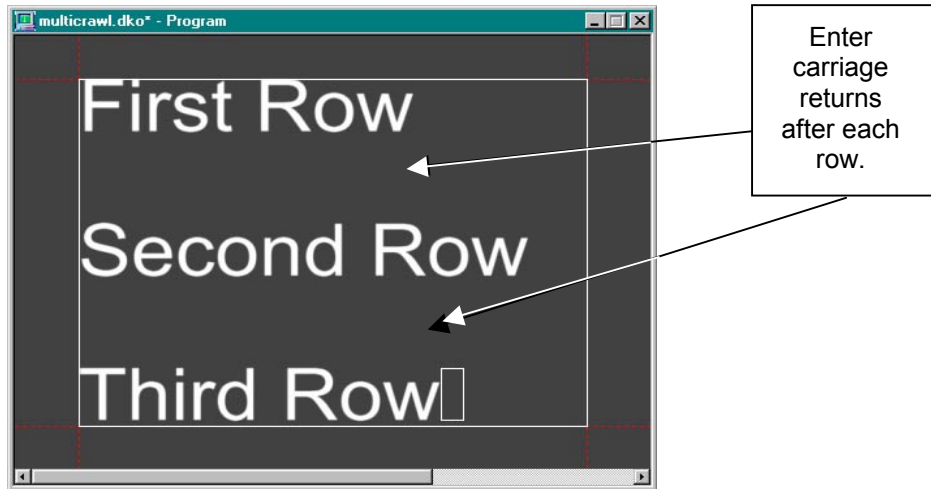 multicrawl.dko* - Program
First Row
Second Row
Third Row
Enter
carriage
returns
after each
row.